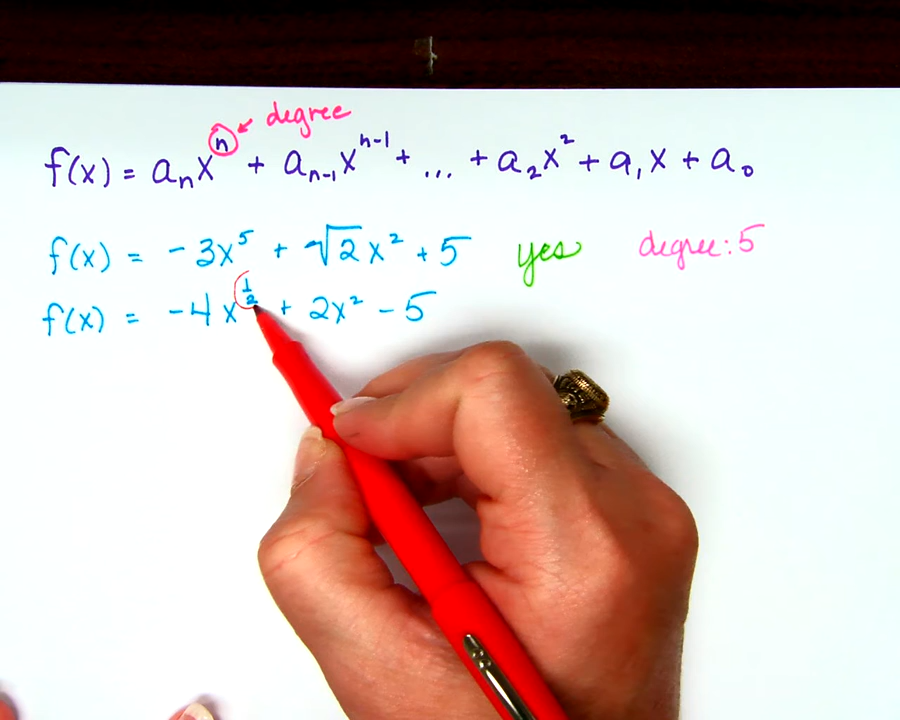 degree
f(x) = aₙxⁿ + aₙ₋₁xⁿ⁻¹ + ... + a₂x² + a₁x + a₀
f(x) = -3x⁵ + √2x² + 5 yes degree: 5
f(x) = -4x^½ + 2x² - 5